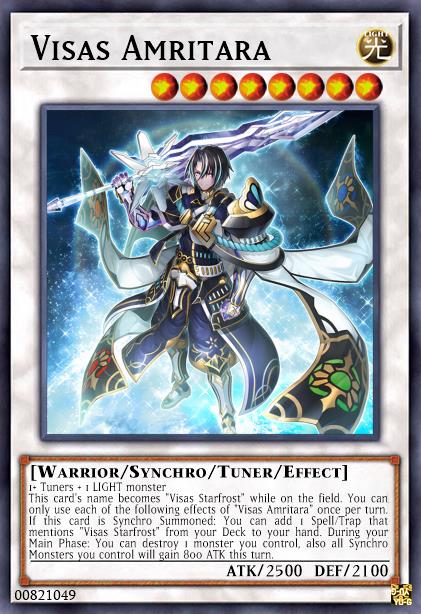 Visas Amritara
LIGHT
光
[Warrior/Synchro/Tuner/Effect]
1+ Tuners + 1 LIGHT monster
This card's name becomes "Visas Starfrost" while on the field. You can
only use each of the following effects of "Visas Amritara" once per turn.
If this card is Synchro Summoned: You can add 1 Spell/Trap that
mentions "Visas Starfrost" from your Deck to your hand. During your
Main Phase: You can destroy 1 monster you control, also all Synchro
Monsters you control will gain 800 ATK this turn.
ATK/2500 DEF/2100
00821049